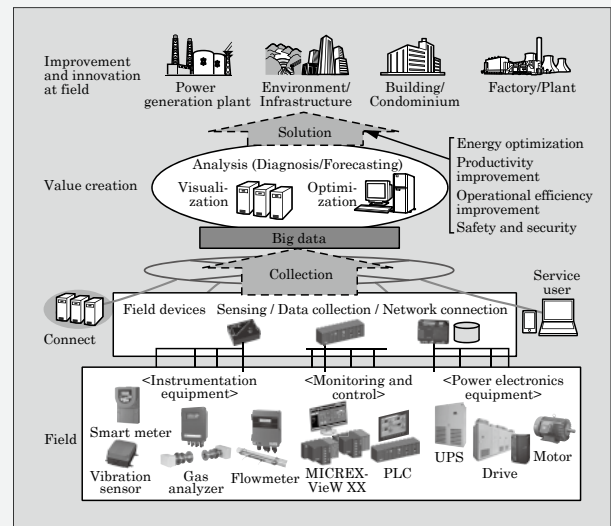 Improvement
and innovation
at field
Power
generation plant
Environment/
Infrastructure
Building/
Condominium
Factory/Plant
Solution
Energy optimization
Productivity
improvement
Operational efficiency
improvement
Safety and security
Value creation
Analysis (Diagnosis/Forecasting)
Visuali-
zation
Optimi-
zation
Big data
Collection
Service
user
Connect
Field devices Sensing / Data collection / Network connection
<Instrumentation
equipment>
<Monitoring and
control>
<Power electronics
equipment>
Field
Smart meter
Vibration
sensor
Gas
analyzer
Flowmeter
MICREX-
VieW XX
PLC
UPS
Drive
Motor